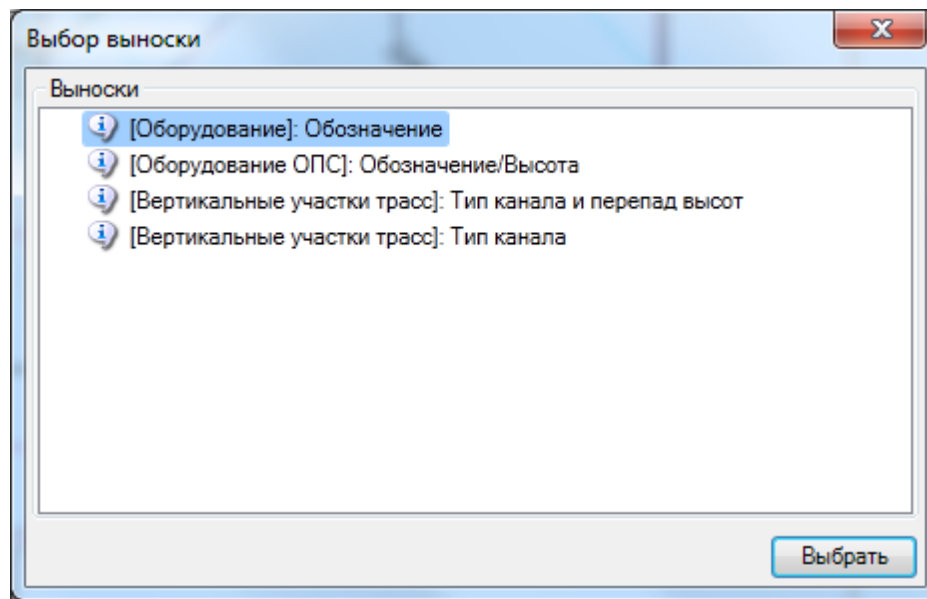 Выбор выноски
Выноски
[Оборудование]: Обозначение
[Оборудование ОПС]: Обозначение/Высота
[Вертикальные участки трасс]: Тип канала и перепад высот
[Вертикальные участки трасс]: Тип канала
Выбрать